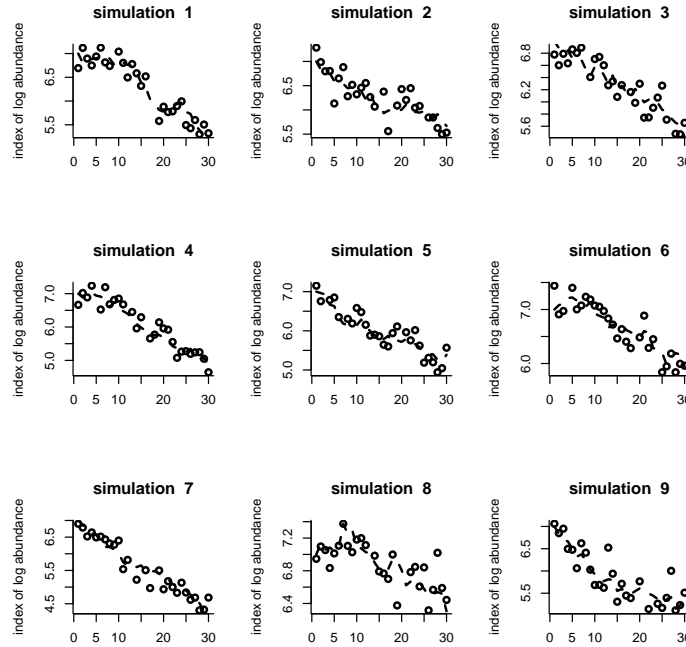 simulation 1
index of log abundance
6.5
5.5
0 5 10 20 30
simulation 2
index of log abundance
6.5
5.5
0 5 10 20 30
simulation 3
index of log abundance
6.8
6.4
6.0
5.6
0 5 10 20 30
simulation 4
index of log abundance
7.0
6.0
5.0
0 5 10 20 30
simulation 5
index of log abundance
7.0
6.0
5.0
0 5 10 20 30
simulation 6
index of log abundance
7.0
6.0
0 5 10 20 30
simulation 7
index of log abundance
6.5
5.5
4.5
0 5 10 20 30
simulation 8
index of log abundance
7.2
6.8
6.4
0 5 10 20 30
simulation 9
index of log abundance
6.5
5.5
0 5 10 20 30